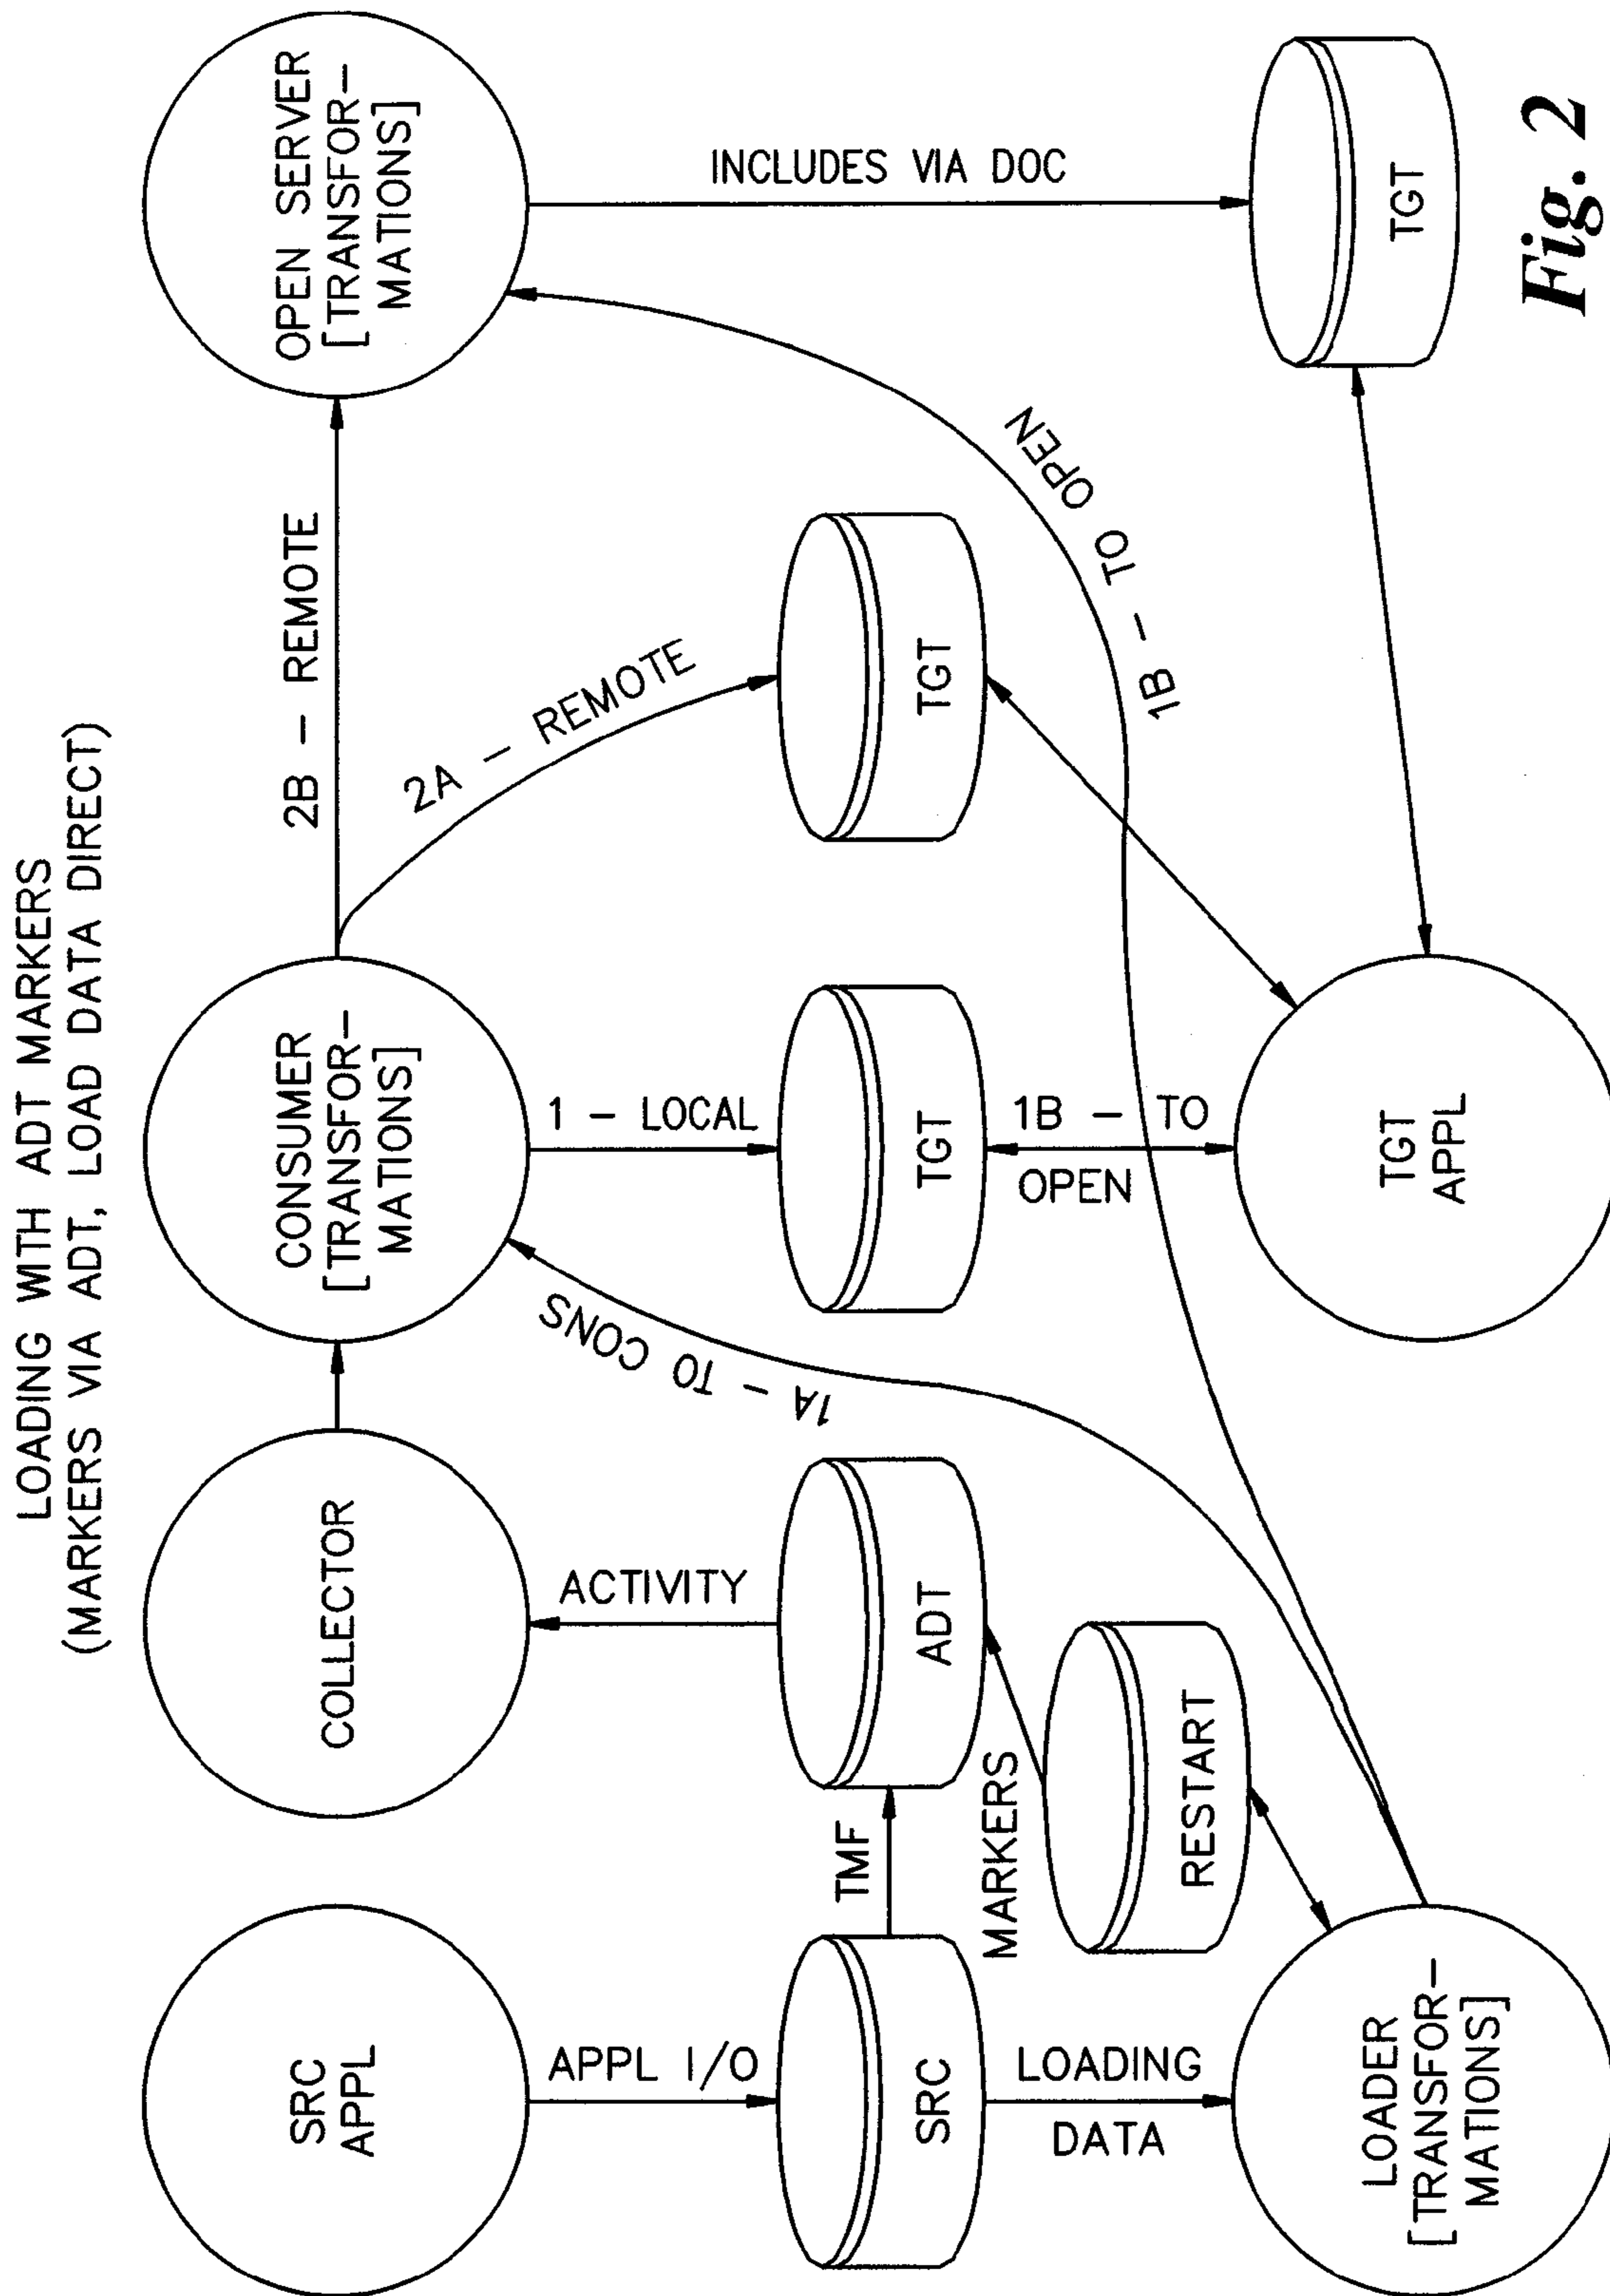 LOADING WITH ADT MARKERS
(MARKERS VIA ADT, LOAD DATA DIRECT)
SRC
APPL
COLLECTOR
CONSUMER
[TRANSFOR-
MATIONS]
2B - REMOTE
OPEN SERVER
[TRANSFOR-
MATIONS]
APPL I/O
ACTIVITY
1 - LOCAL
2A - REMOTE
INCLUDES VIA DOC
1A - TO CONS
SRC
TMF
ADT
TGT
TGT
1B - TO OPEN
LOADING
DATA
MARKERS
RESTART
1B - TO
OPEN
TGT
LOADER
[TRANSFOR-
MATIONS]
TGT
APPL
Fig. 2